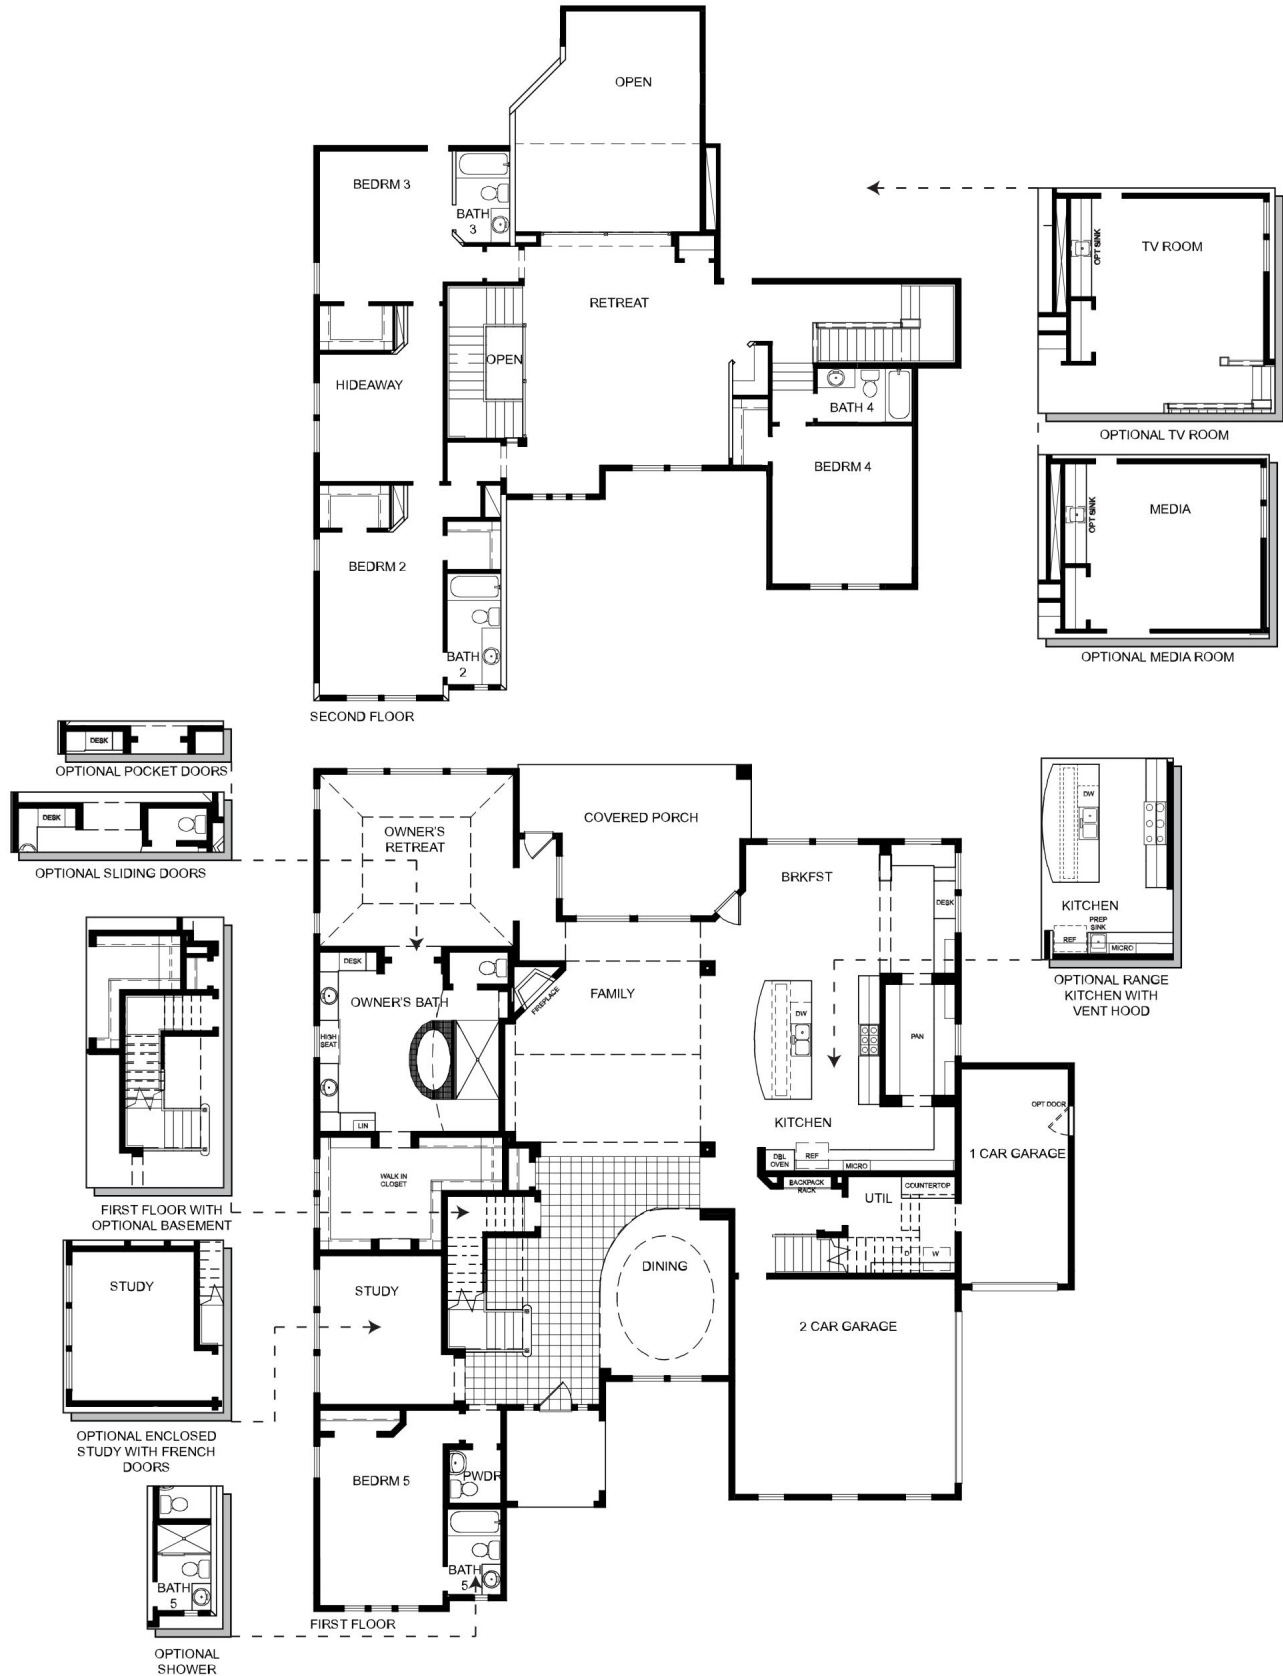 OPEN
BEDRM 3
BATH
3
RETREAT
OPEN
HIDEAWAY
BATH 4
BEDRM 4
BEDRM 2
BATH
2
SECOND FLOOR
OPT SINK
TV ROOM
OPTIONAL TV ROOM
OPT SINK
MEDIA
OPTIONAL MEDIA ROOM
DESK
OPTIONAL POCKET DOORS
DESK
OPTIONAL SLIDING DOORS
FIRST FLOOR WITH
OPTIONAL BASEMENT
STUDY
OPTIONAL ENCLOSED
STUDY WITH FRENCH
DOORS
BATH
5
OPTIONAL
SHOWER
OWNER'S
RETREAT
COVERED PORCH
BRKFST
DESK
DESK
OWNER'S BATH
FIREPLACE
FAMILY
HIGH
SEAT
DW
PAN
LIN
KITCHEN
DBL
OVEN
REF
MICRO
WALK IN
CLOSET
BACKPACK
RACK
UTIL
COUNTERTOP
D
W
OPT DOOR
1 CAR GARAGE
STUDY
DINING
2 CAR GARAGE
BEDRM 5
PWDR
BATH
5
FIRST FLOOR
DW
KITCHEN
PREP
SINK
REF
MICRO
OPTIONAL RANGE
KITCHEN WITH
VENT HOOD